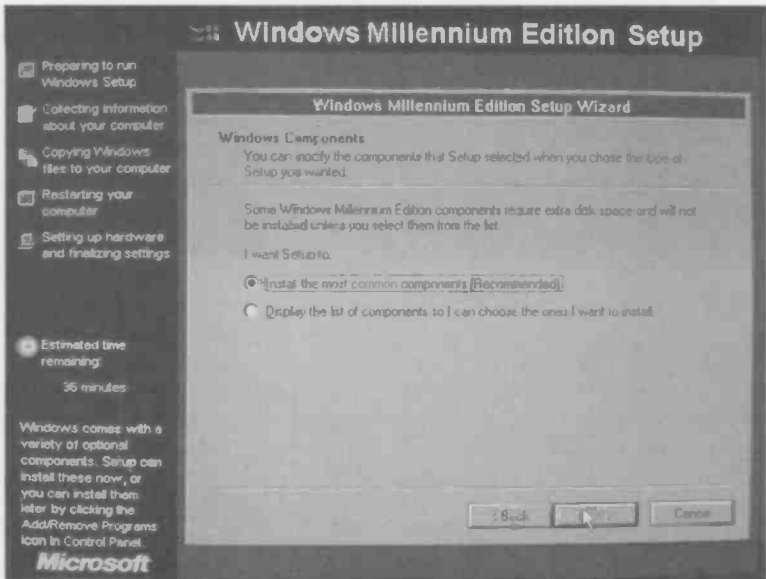 Windows Millennium Edition Setup
Preparing to run
Windows Setup
Collecting information
about your computer
Copying Windows
files to your computer
Restarting your
computer
Setting up hardware
and finalizing settings
Estimated time
remaining:
36 minutes
Windows comes with a
variety of optional
components. Setup can
install these now, or
you can install them
later by clicking the
Add/Remove Programs
icon in Control Panel.
Microsoft
Windows Millennium Edition Setup Wizard
Windows Components
You can modify the components that Setup selected when you chose the type of
Setup you wanted.
Some Windows Millennium Edition components require extra disk space and will not
be installed unless you select them from the list.
I want Setup to:
Install the most common components (Recommended).
Display the list of components so I can choose the ones I want to install.
< Back
Cancel